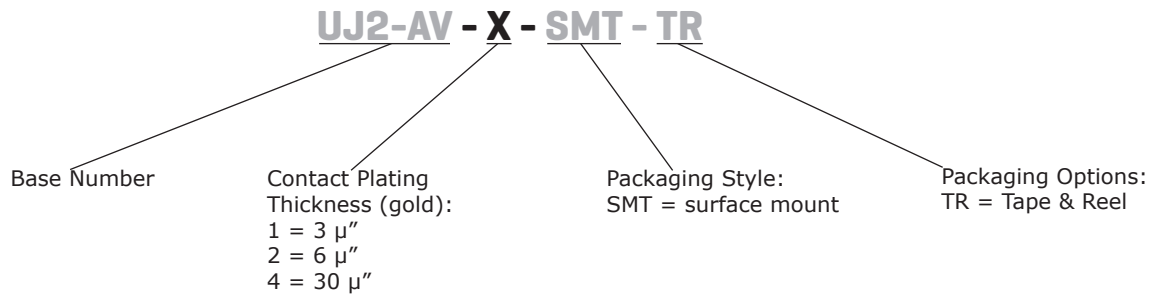 UJ2-AV - X - SMT - TR
Base Number
Contact Plating
Thickness (gold):
1 = 3 µ"
2 = 6 µ"
4 = 30 µ"
Packaging Style:
SMT = surface mount
Packaging Options:
TR = Tape & Reel